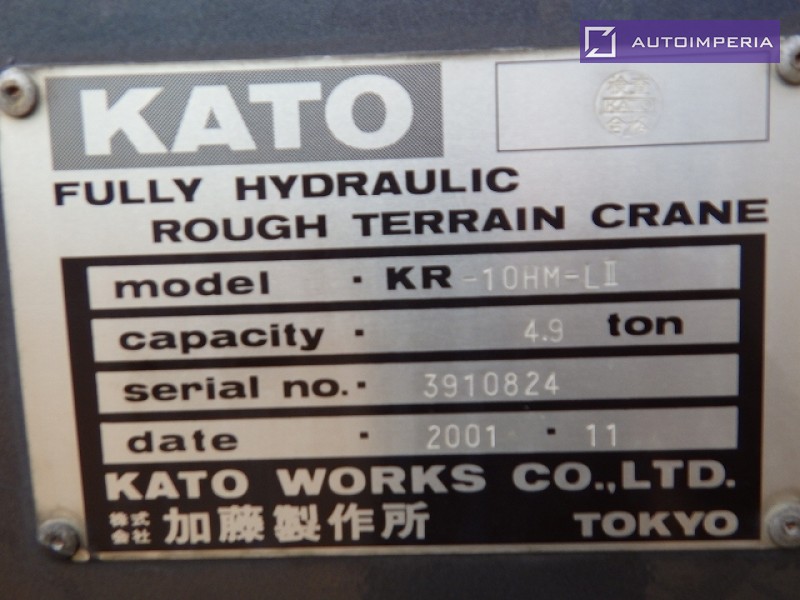 AUTOIMPERIA
KATO
FULLY HYDRAULIC
ROUGH TERRAIN CRANE
model · KR-10HM-LII
capacity · 4.9 ton
serial no. · 3910824
date · 2001 · 11
KATO WORKS CO.,LTD.
株式会社 加藤製作所 TOKYO